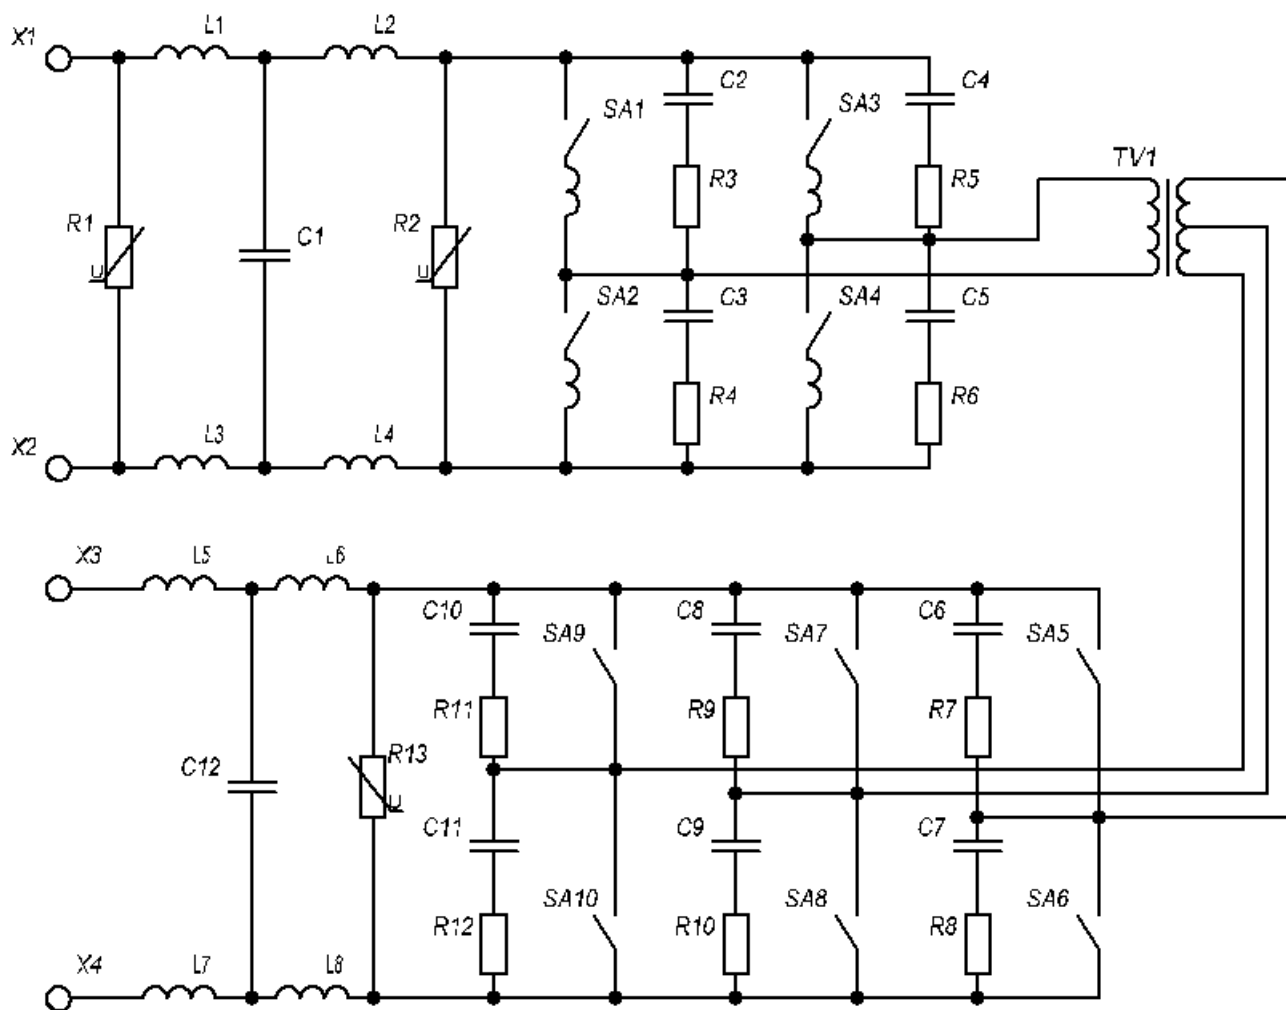 X1 L1 L2
C2 C4
SA1 SA3
TV1
R3 R5
R1 C1 R2
SA2 C3 SA4 C5
R4 R6
X2 L3 L4
X3 L5 L6
C10 C8 C6
SA9 SA7 SA5
R11 R9 R7
C12 R13
C11 C9 C7
SA10 SA8 SA6
R12 R10 R8
X4 L7 L8
U U
U